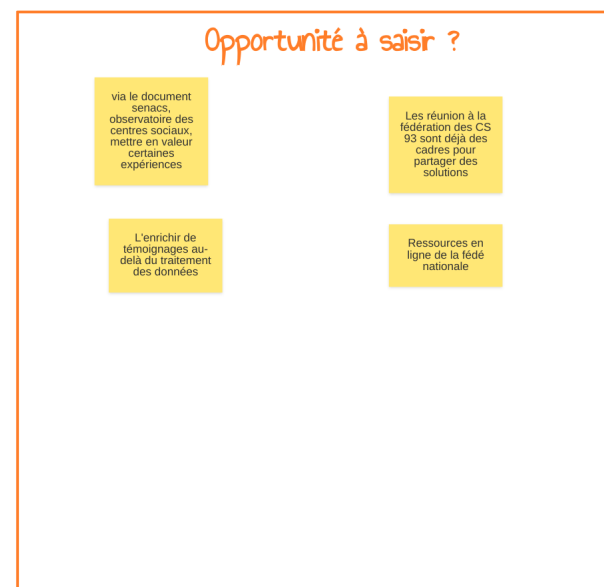 Opportunité à saisir ?
via le document
senacs,
observatoire des
centres sociaux,
mettre en valeur
certaines
expériences
Les réunion à la
fédération des CS
93 sont déjà des
cadres pour
partager des
solutions
L'enrichir de
témoignages au-
delà du traitement
des données
Ressources en
ligne de la fédé
nationale